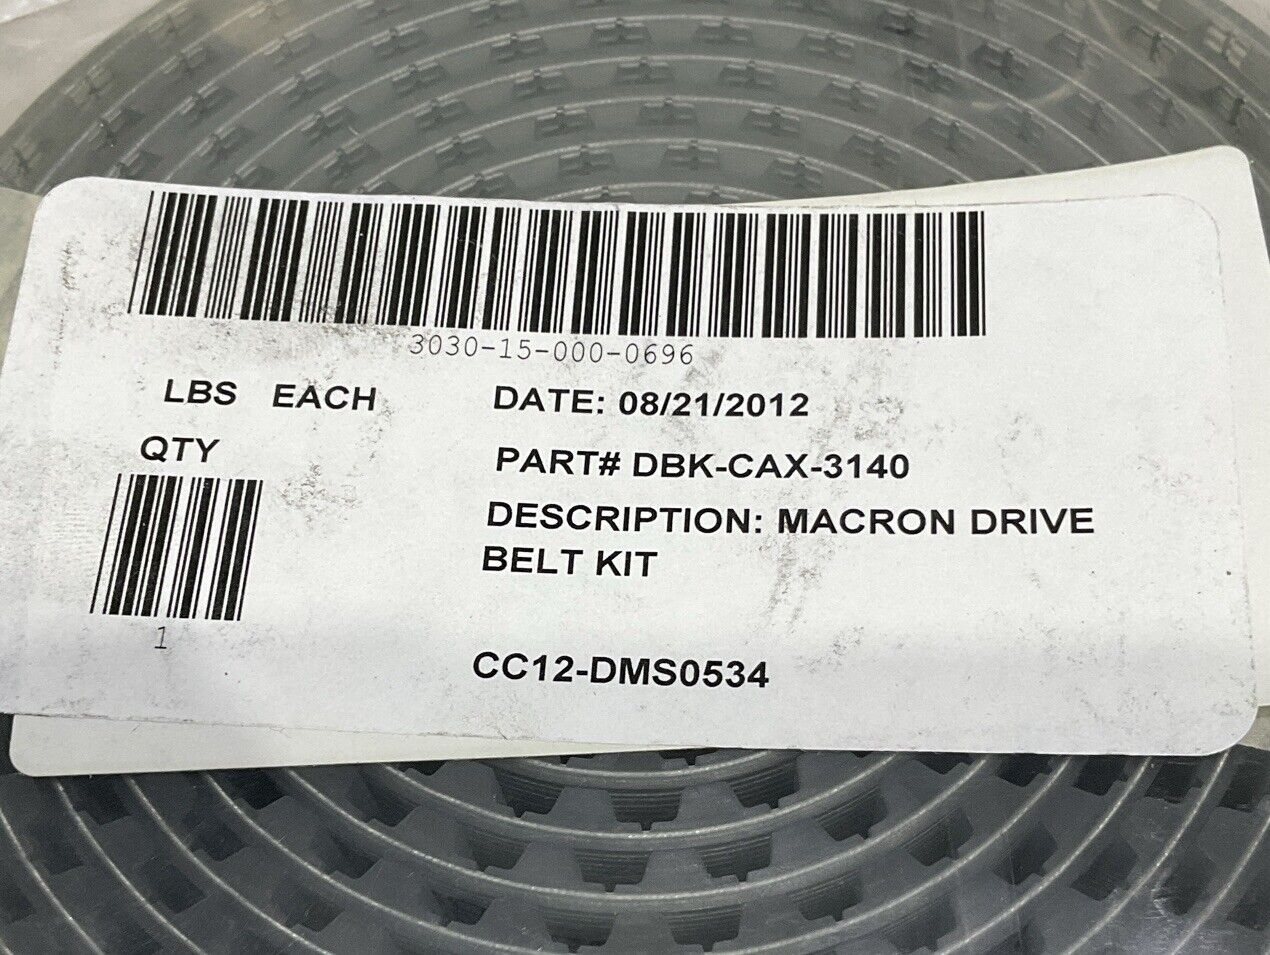 3030-15-000-0696
LBS EACH
DATE: 08/21/2012
QTY
PART# DBK-CAX-3140
DESCRIPTION: MACRON DRIVE
BELT KIT
1
CC12-DMS0534